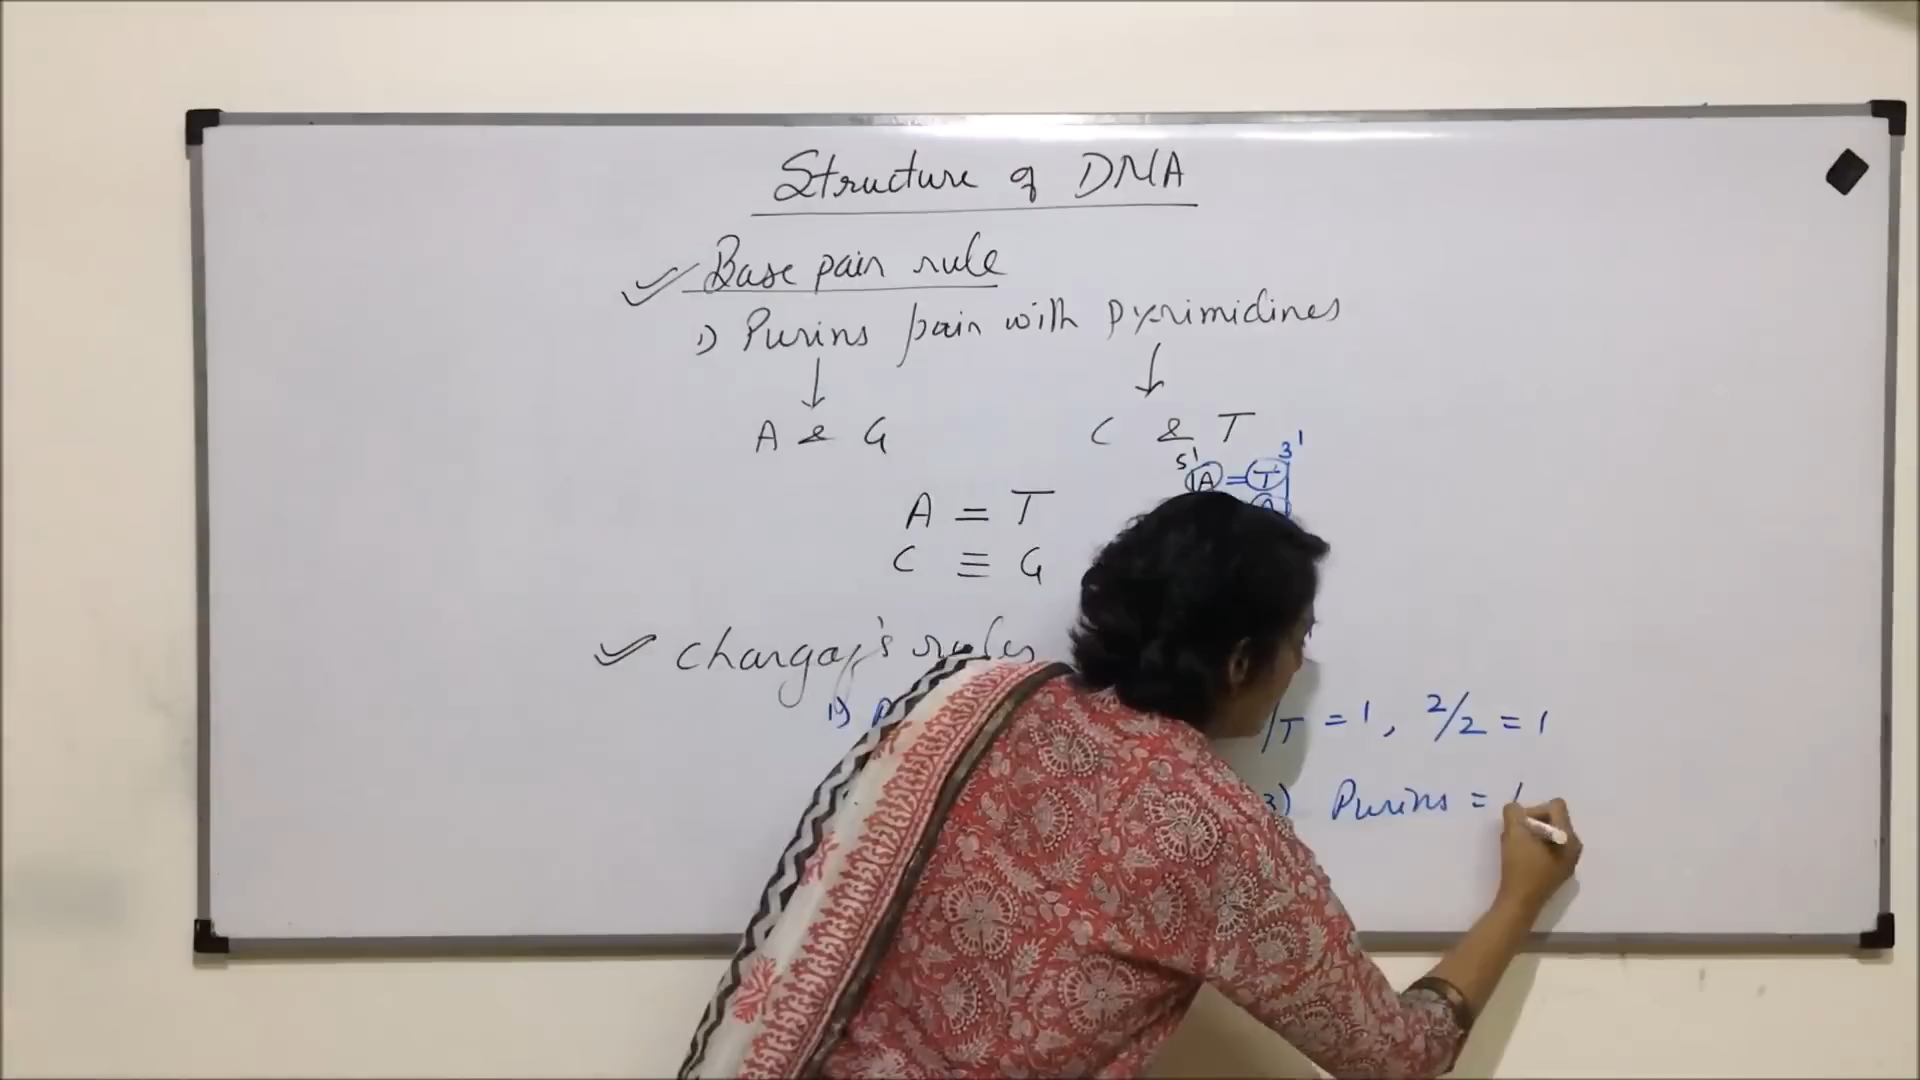 Structure of DNA
Base pair rule
1) Purins pair with pyrimidines
A & G
C & T
5' 3'
A = T
A = T
C ≡ G
Chargaf's rules
1)
/T = 1, 2/2 = 1
3) Purins =